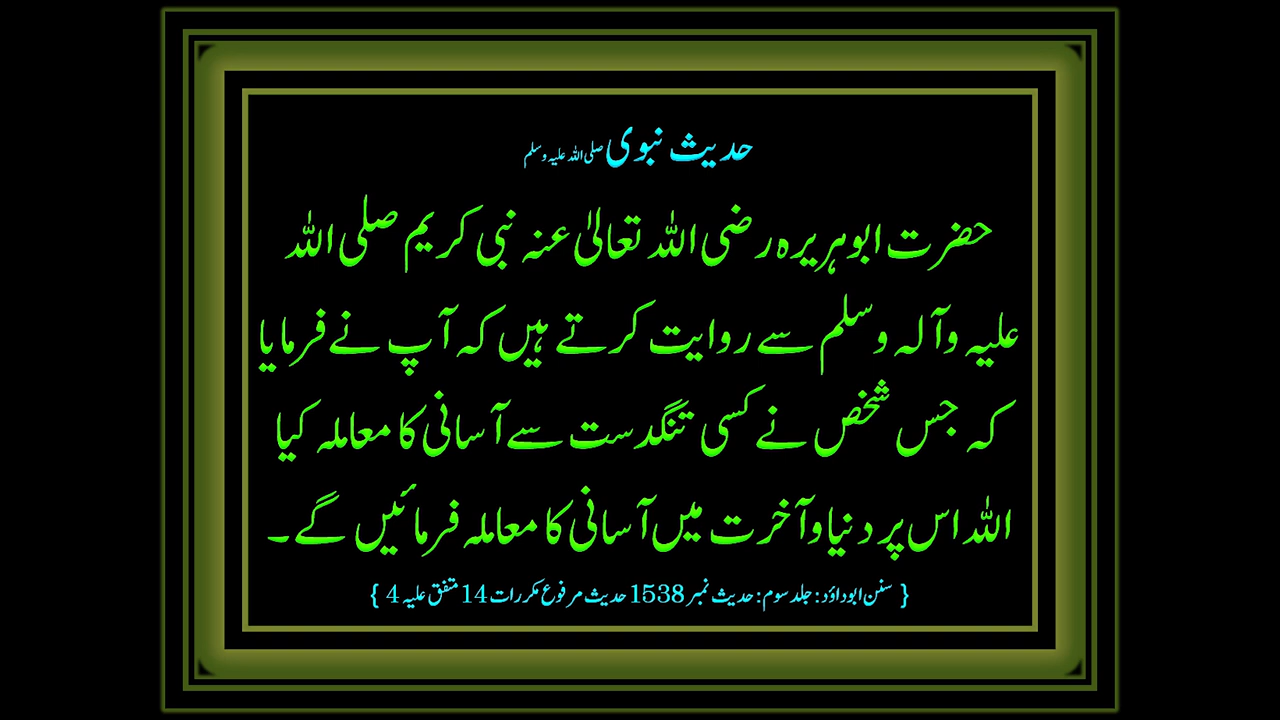 حدیث نبوی صلی اللہ علیہ وسلم
حضرت ابوہریرہ رضی اللہ تعالیٰ عنہ نبی کریم صلی اللہ
علیہ وآلہ وسلم سے روایت کرتے ہیں کہ آپ نے فرمایا
کہ جس شخص نے کسی تنگدست سے آسانی کا معاملہ کیا
اللہ اس پر دنیا وآخرت میں آسانی کا معاملہ فرمائیں گے۔
{ سنن ابوداؤد : جلد سوم : حدیث نمبر 1538 حدیث مرفوع مکررات 14 متفق علیہ 4 }